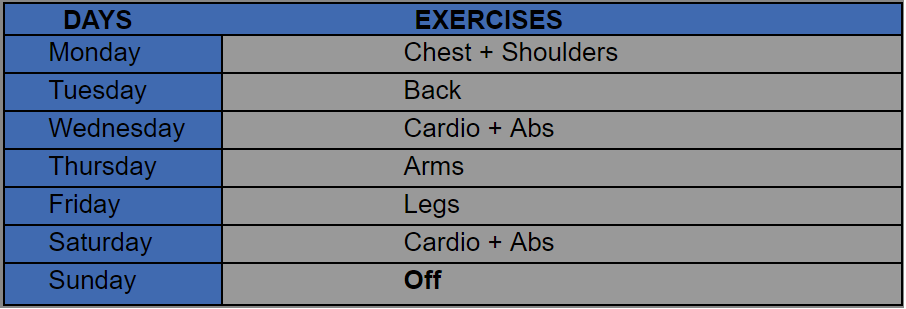 DAYS EXERCISES
Monday Chest + Shoulders
Tuesday Back
Wednesday Cardio + Abs
Thursday Arms
Friday Legs
Saturday Cardio + Abs
Sunday Off